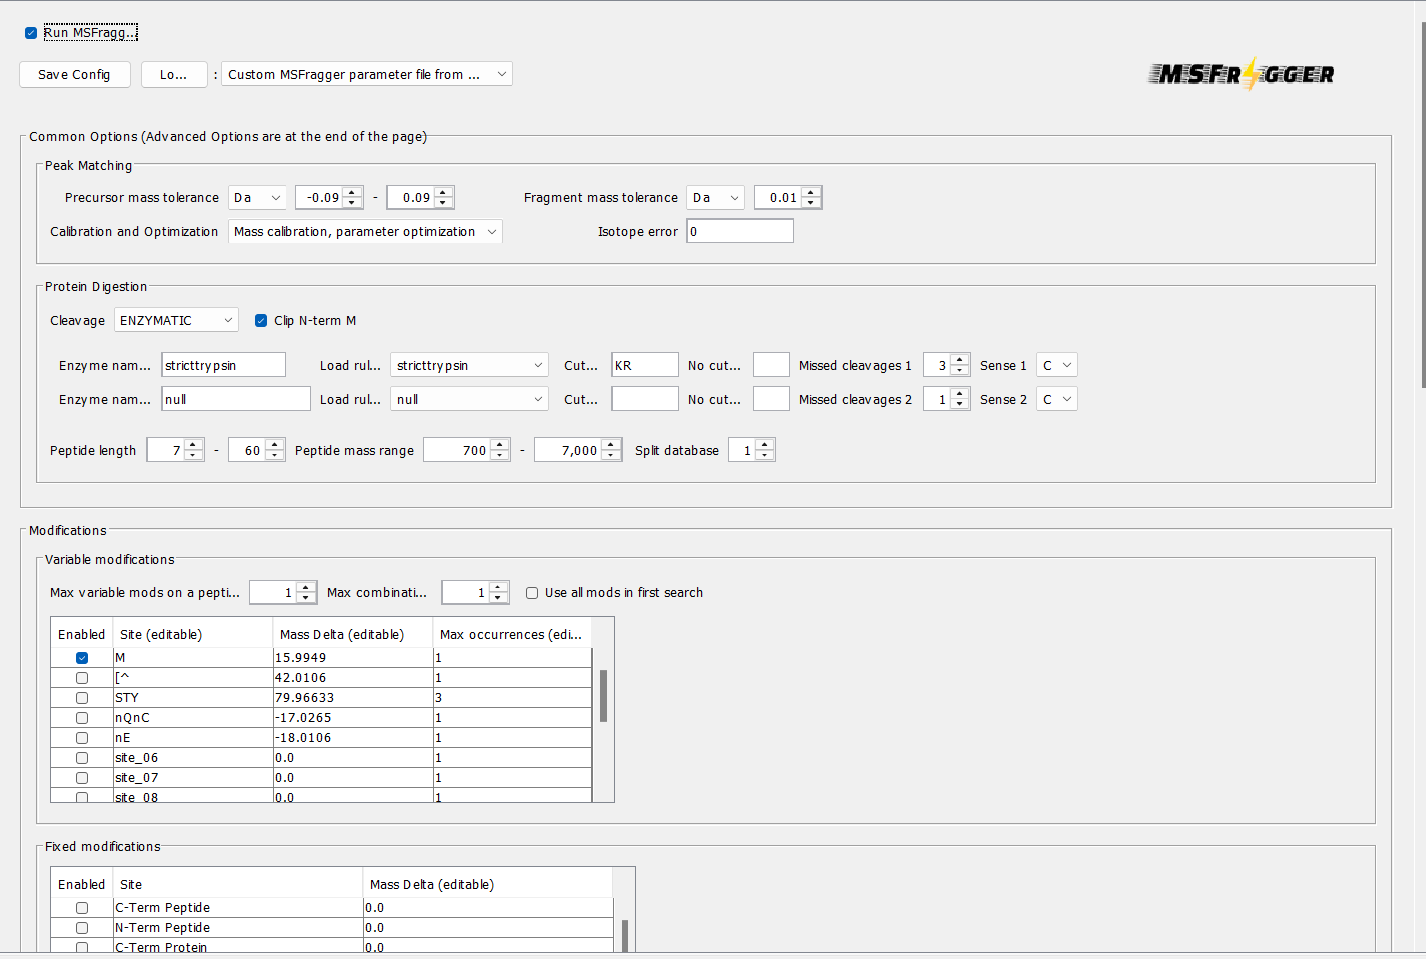 Run MSFragg...
Save Config Lo... : Custom MSFragger parameter file from ...
MSFRAGGER
Common Options (Advanced Options are at the end of the page)
Peak Matching
Precursor mass tolerance Da -0.09 - 0.09 Fragment mass tolerance Da 0.01
Calibration and Optimization Mass calibration, parameter optimization Isotope error 0
Protein Digestion
Cleavage ENZYMATIC Clip N-term M
Enzyme nam... stricttrypsin Load rul... stricttrypsin Cut... KR No cut... Missed cleavages 1 3 Sense 1 C
Enzyme nam... null Load rul... null Cut... No cut... Missed cleavages 2 1 Sense 2 C
Peptide length 7 - 60 Peptide mass range 700 - 7,000 Split database 1
Modifications
Variable modifications
Max variable mods on a pepti... 1 Max combinati... 1 Use all mods in first search
Enabled Site (editable) Mass Delta (editable) Max occurrences (edi...
M 15.9949 1
[^ 42.0106 1
STY 79.96633 3
nQnC -17.0265 1
nE -18.0106 1
site_06 0.0 1
site_07 0.0 1
site_08 0.0 1
Fixed modifications
Enabled Site Mass Delta (editable)
C-Term Peptide 0.0
N-Term Peptide 0.0
C-Term Protein 0.0